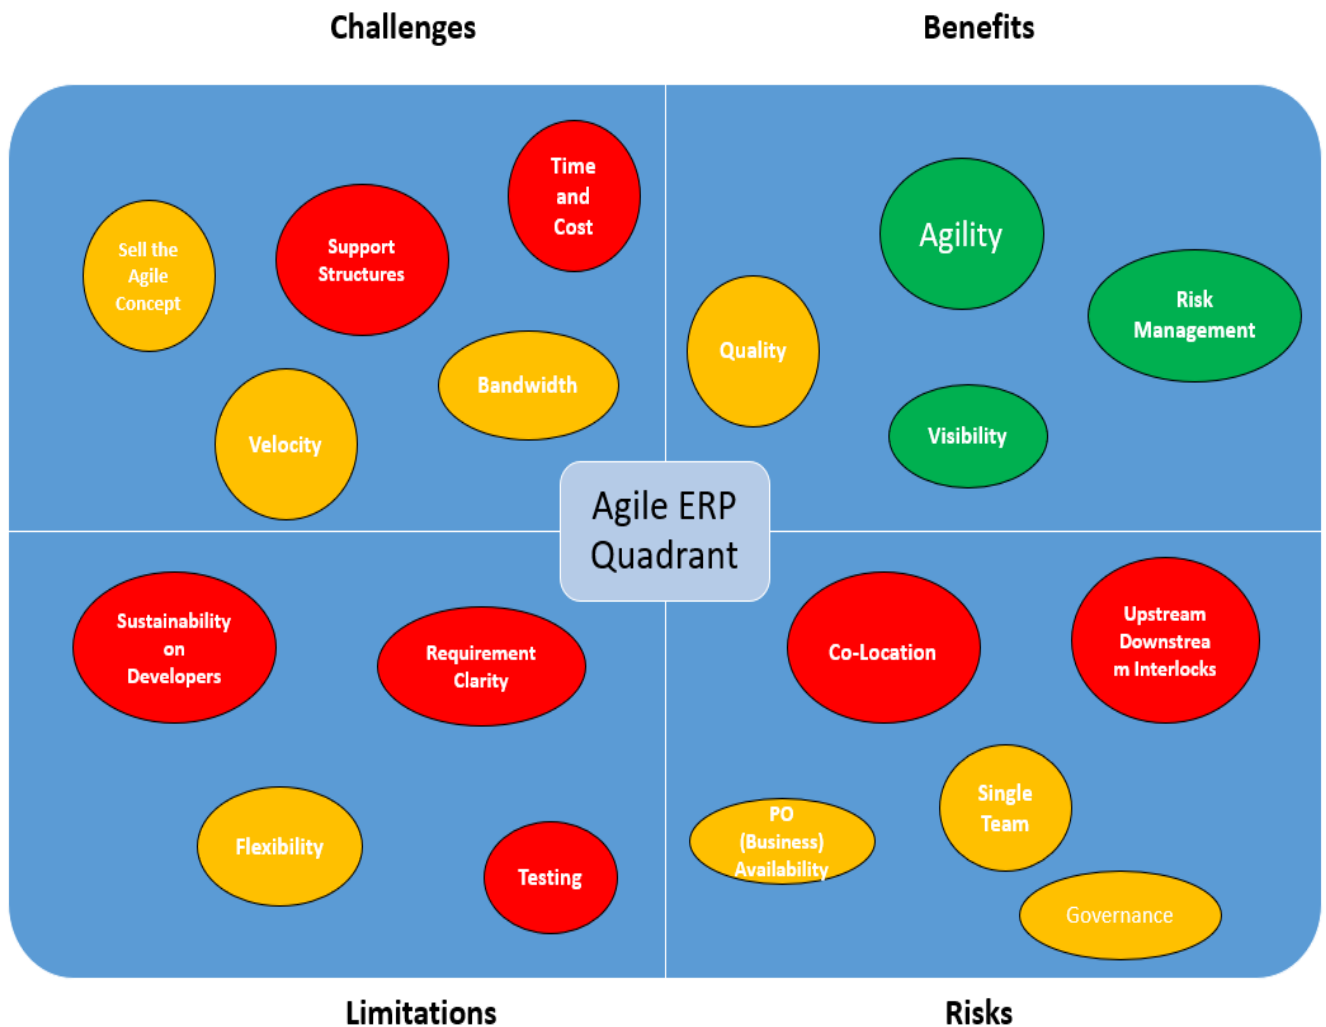 Challenges
Benefits
Time
and
Cost
Sell the
Agile
Concept
Support
Structures
Bandwidth
Velocity
Agility
Risk
Management
Quality
Visibility
Agile ERP
Quadrant
Sustainability
on
Developers
Requirement
Clarity
Flexibility
Testing
Co-Location
Upstream
Downstrea
m Interlocks
Single
Team
PO
(Business)
Availability
Governance
Limitations
Risks